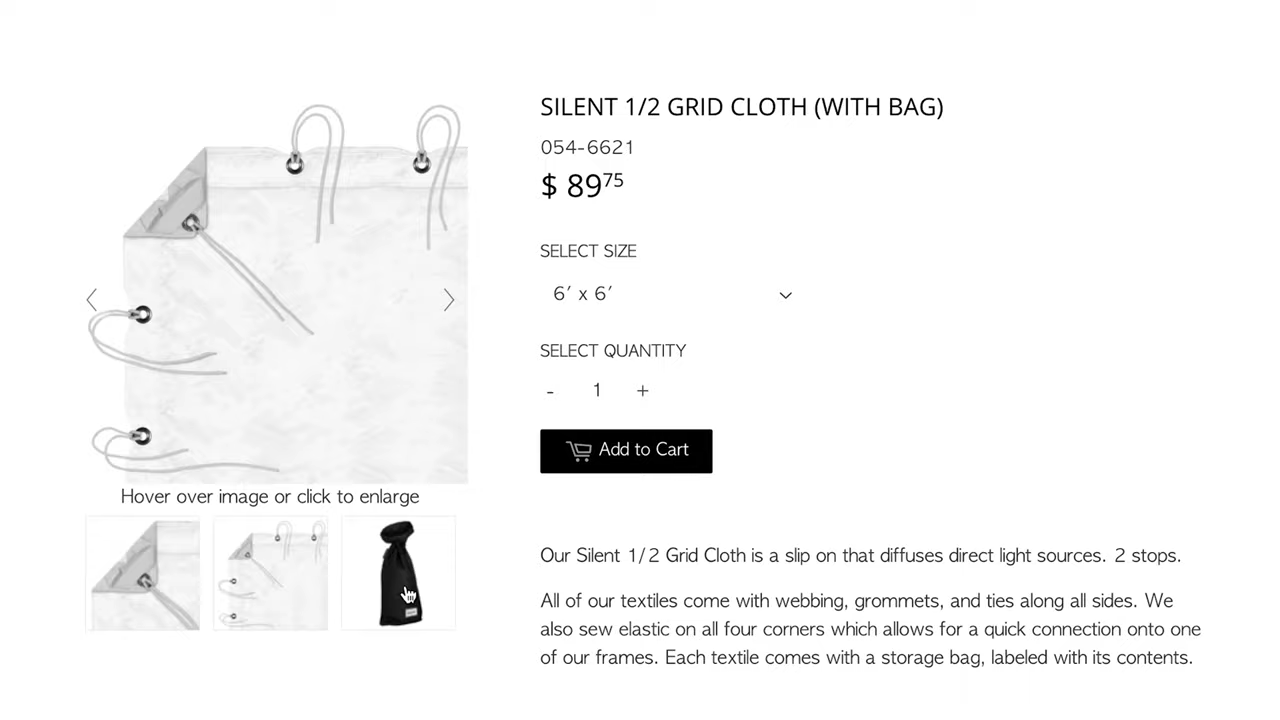 SILENT 1/2 GRID CLOTH (WITH BAG)
054-6621
$ 8975
SELECT SIZE
6′ x 6′
SELECT QUANTITY
- 1 +
Add to Cart
Hover over image or click to enlarge
Our Silent 1/2 Grid Cloth is a slip on that diffuses direct light sources. 2 stops.
All of our textiles come with webbing, grommets, and ties along all sides. We
also sew elastic on all four corners which allows for a quick connection onto one
of our frames. Each textile comes with a storage bag, labeled with its contents.